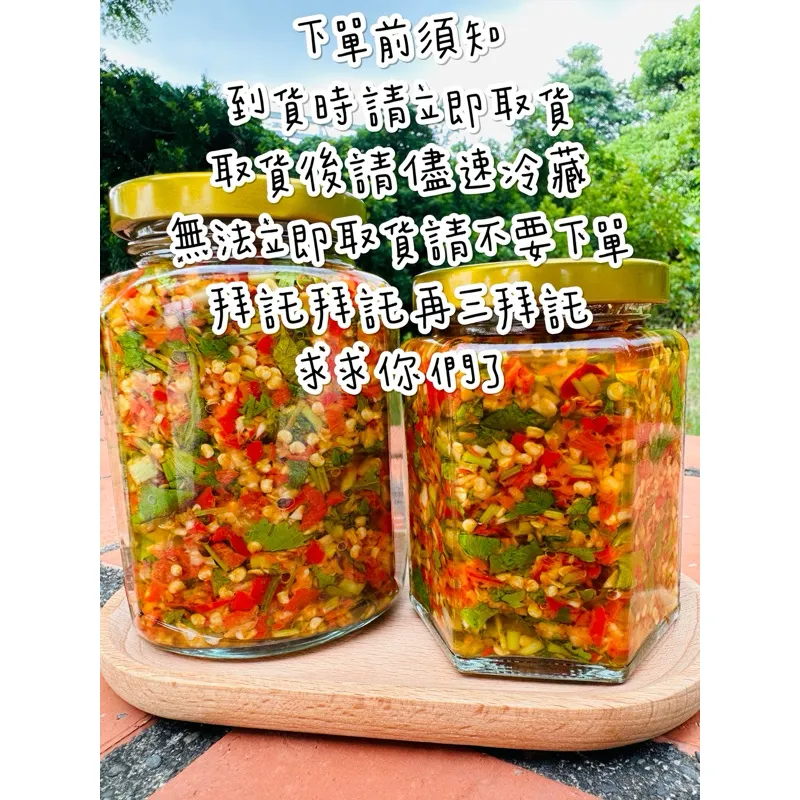 下單前須知
到貨時請立即取貨
取貨後請儘速冷藏
無法立即取貨請不要下單
拜託拜託再三拜託
求求你們了